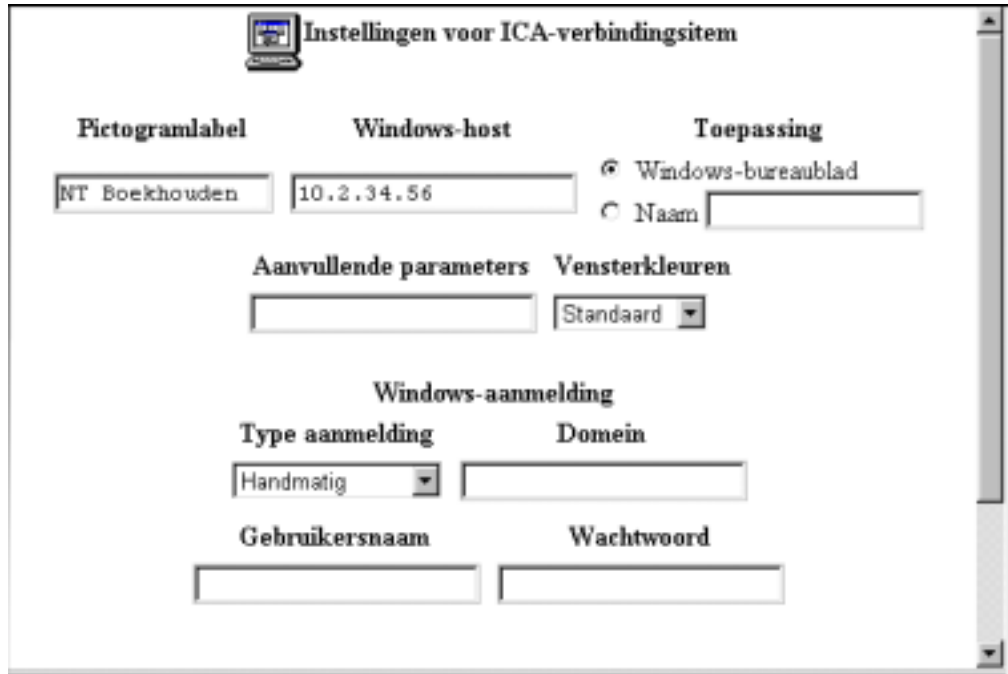 Instellingen voor ICA-verbindingsitem
Pictogramlabel Windows-host Toepassing
NT Boekhouden 10.2.34.56 Windows-bureaublad
Naam
Aanvullende parameters Vensterkleuren
Standaard
Windows-aanmelding
Type aanmelding Domein
Handmatig
Gebruikersnaam Wachtwoord